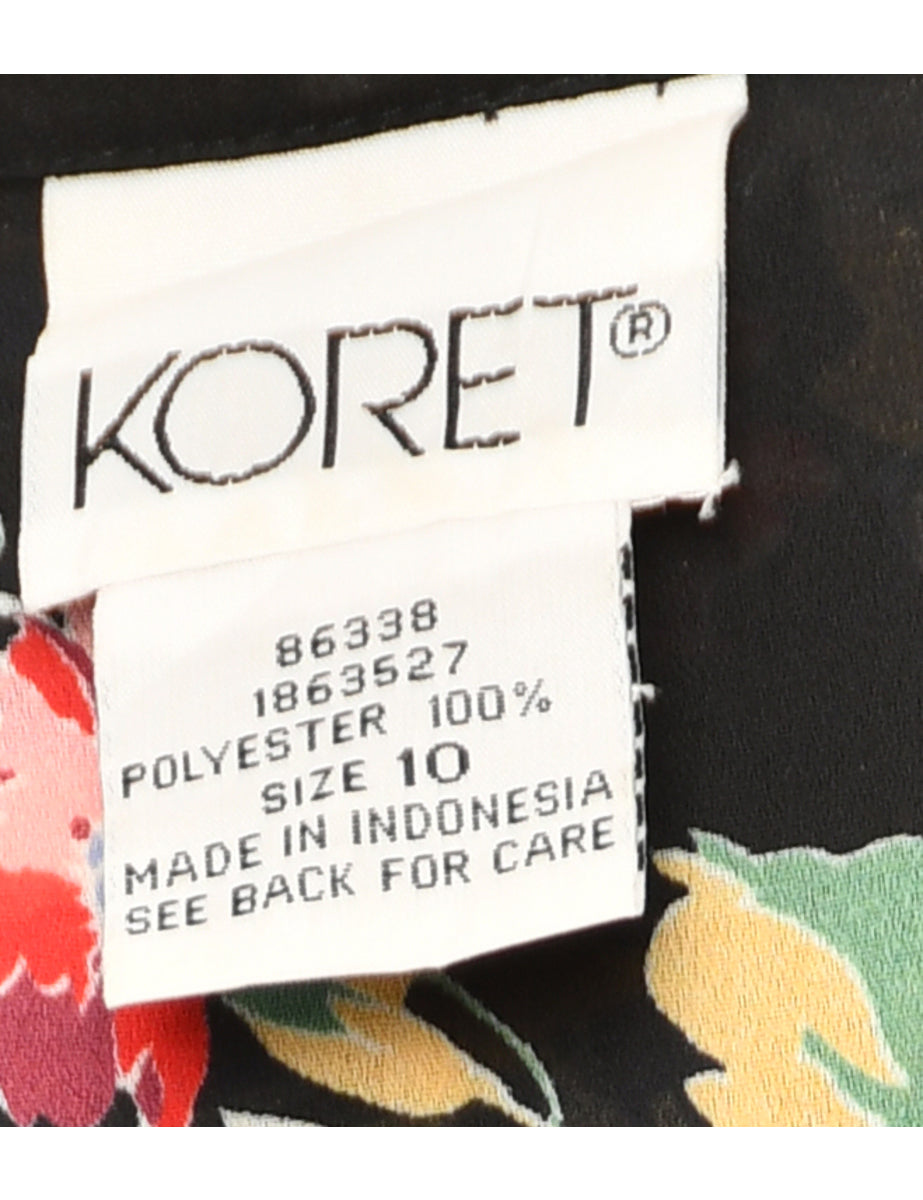 KORET®
86338
1863527
POLYESTER 100%
SIZE 10
MADE IN INDONESIA
SEE BACK FOR CARE